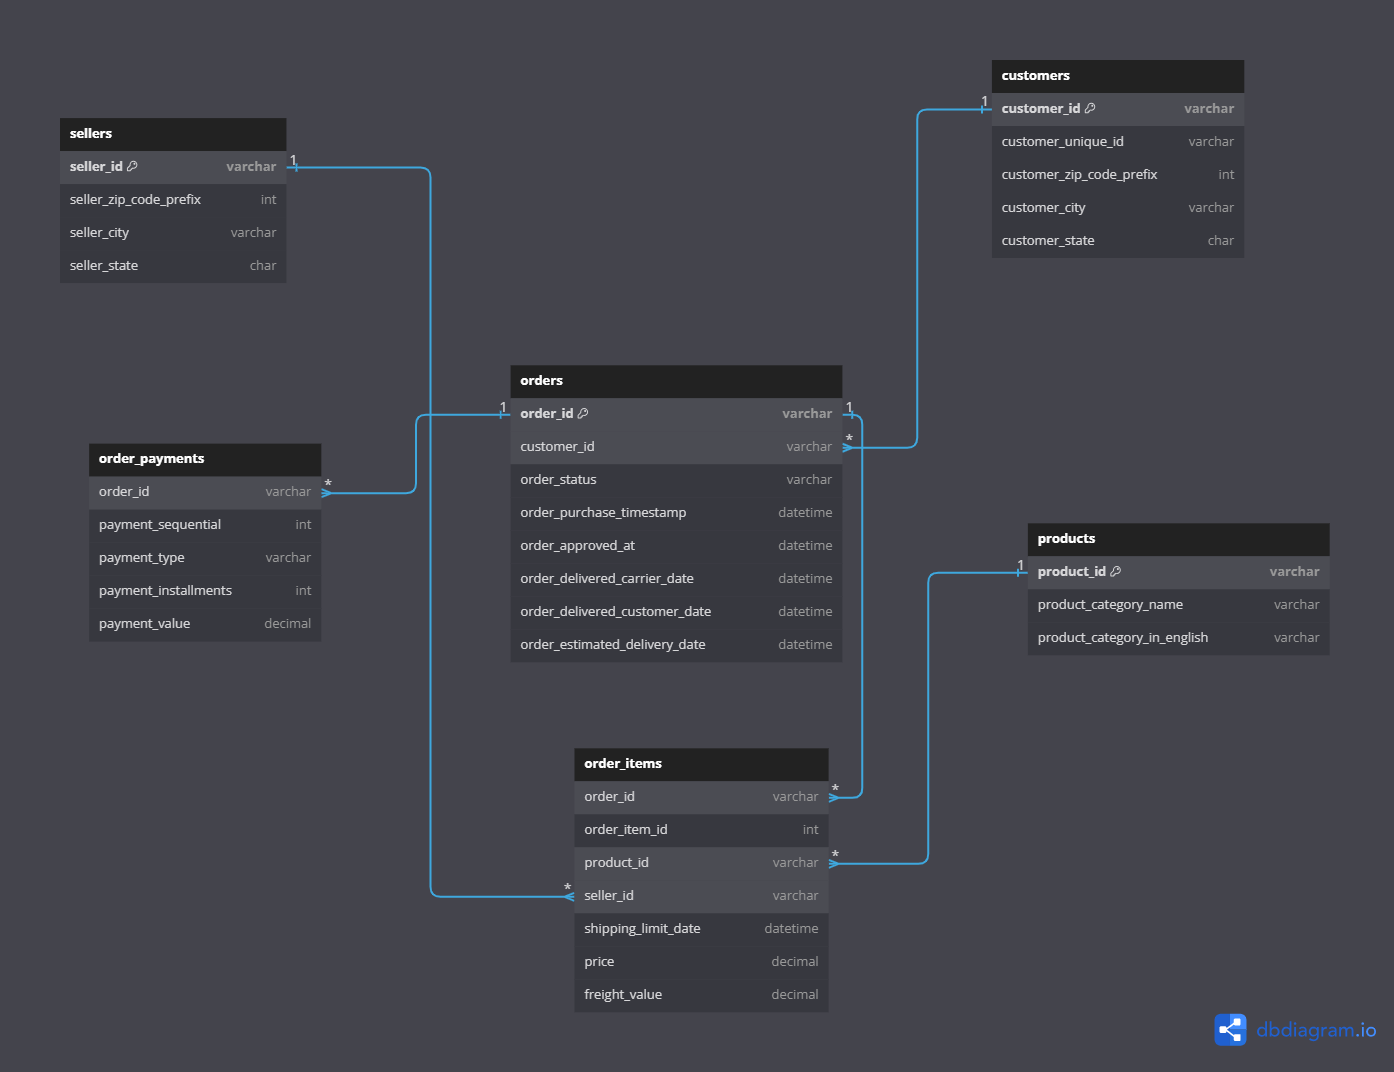 customers
customer_id varchar
customer_unique_id varchar
customer_zip_code_prefix int
customer_city varchar
customer_state char
sellers
seller_id varchar
seller_zip_code_prefix int
seller_city varchar
seller_state char
1
1
orders
order_id varchar
customer_id varchar
order_status varchar
order_purchase_timestamp datetime
order_approved_at datetime
order_delivered_carrier_date datetime
order_delivered_customer_date datetime
order_estimated_delivery_date datetime
1
1
*
order_payments
order_id varchar
payment_sequential int
payment_type varchar
payment_installments int
payment_value decimal
*
products
product_id varchar
product_category_name varchar
product_category_in_english varchar
1
order_items
order_id varchar
order_item_id int
product_id varchar
seller_id varchar
shipping_limit_date datetime
price decimal
freight_value decimal
*
*
*
dbdiagram.io